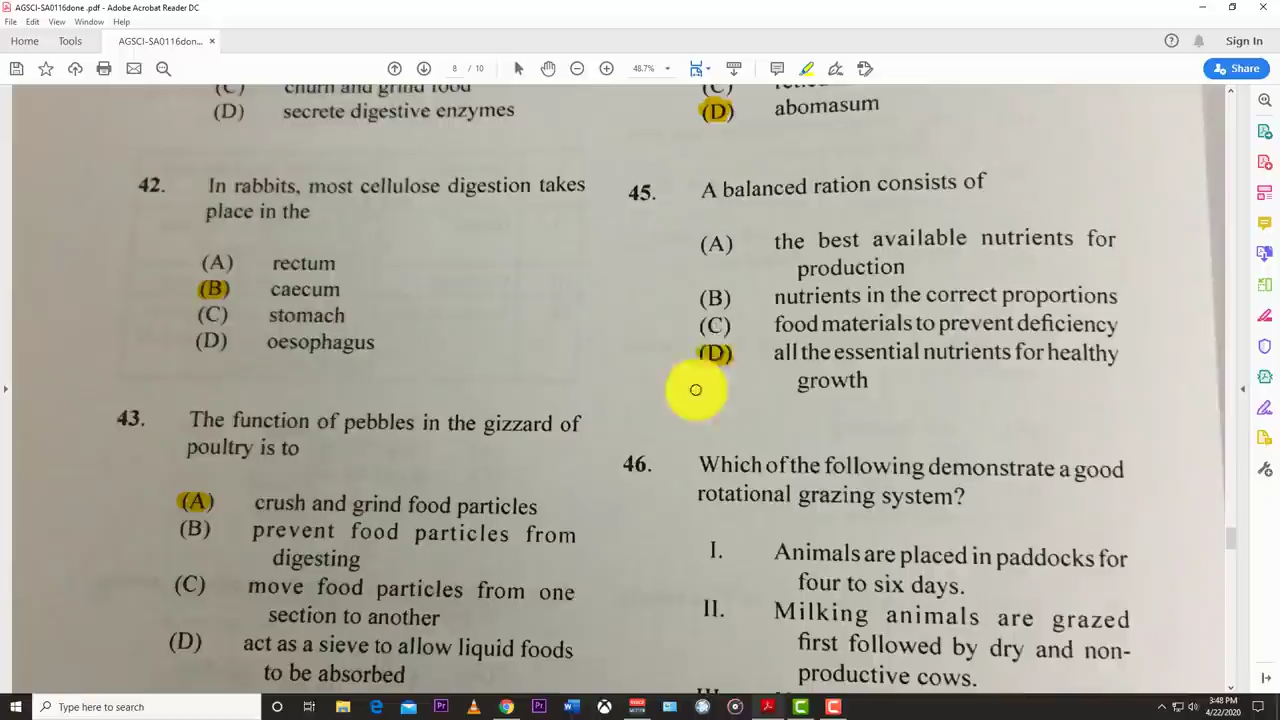 AGSCI-SA0116done .pdf - Adobe Acrobat Reader DC
File Edit View Window Help
Home Tools AGSCI-SA0116don... × Sign In
8 / 10 48.7% Share
(C) churn and grind food
(D) secrete digestive enzymes
42. In rabbits, most cellulose digestion takes
place in the
(A) rectum
(B) caecum
(C) stomach
(D) oesophagus
43. The function of pebbles in the gizzard of
poultry is to
(A) crush and grind food particles
(B) prevent food particles from
digesting
(C) move food particles from one
section to another
(D) act as a sieve to allow liquid foods
to be absorbed
(C)
(D) abomasum
45. A balanced ration consists of
(A) the best available nutrients for
production
(B) nutrients in the correct proportions
(C) food materials to prevent deficiency
(D) all the essential nutrients for healthy
growth
46. Which of the following demonstrate a good
rotational grazing system?
I. Animals are placed in paddocks for
four to six days.
II. Milking animals are grazed
first followed by dry and non-
productive cows.
Type here to search
3:48 PM
4/22/2020